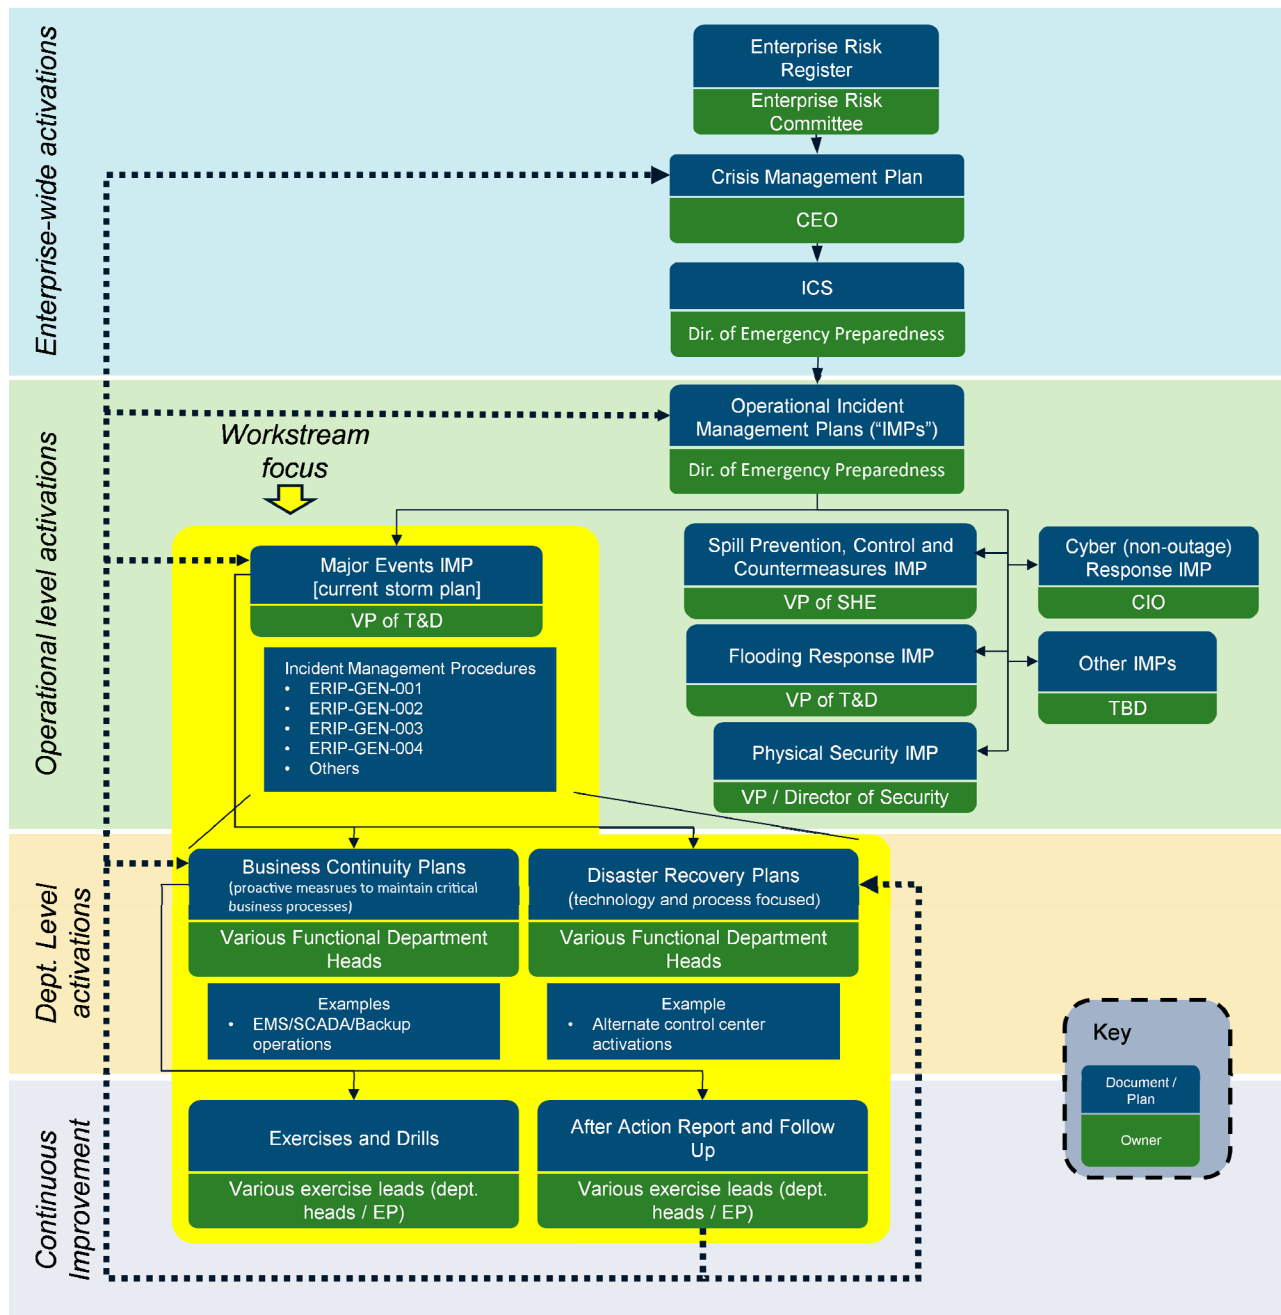 Enterprise-wide activations
Enterprise Risk
Register
Enterprise Risk
Committee
Crisis Management Plan
CEO
ICS
Dir. of Emergency Preparedness
Operational level activations
Operational Incident
Management Plans (“IMPs”)
Dir. of Emergency Preparedness
Workstream
focus
Major Events IMP
[current storm plan]
VP of T&D
Incident Management Procedures
• ERIP-GEN-001
• ERIP-GEN-002
• ERIP-GEN-003
• ERIP-GEN-004
• Others
Spill Prevention, Control and
Countermeasures IMP
VP of SHE
Cyber (non-outage)
Response IMP
CIO
Flooding Response IMP
VP of T&D
Other IMPs
TBD
Physical Security IMP
VP / Director of Security
Dept. Level
activations
Business Continuity Plans
(proactive measrues to maintain critical
business processes)
Various Functional Department
Heads
Disaster Recovery Plans
(technology and process focused)
Various Functional Department
Heads
Examples
• EMS/SCADA/Backup
operations
Example
• Alternate control center
activations
Key
Document /
Plan
Owner
Continuous
Improvement
Exercises and Drills
Various exercise leads (dept.
heads / EP)
After Action Report and Follow
Up
Various exercise leads (dept.
heads / EP)